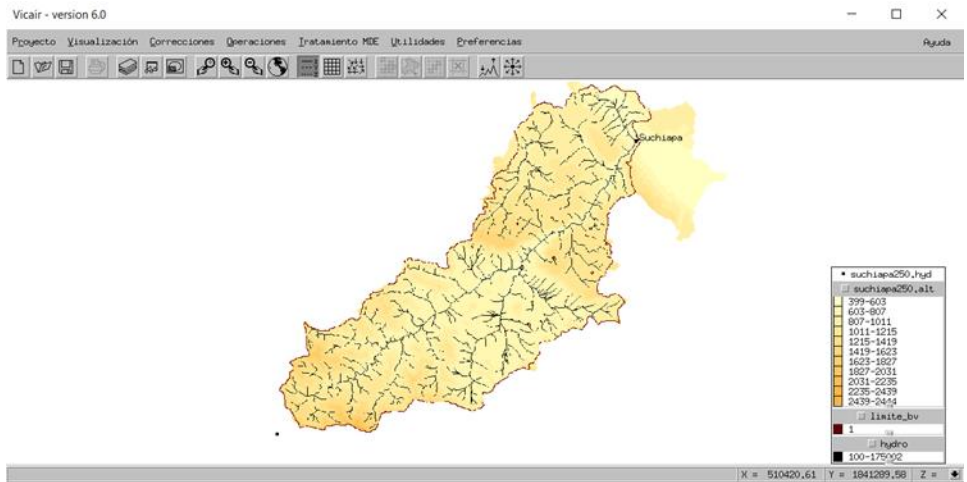 Vicair - version 6.0
Proyecto Visualización Correcciones Operaciones Tratamiento MDE Utilidades Preferencias Ayuda
Suchiapa
suchiapa250.hyd
suchiapa250.alt
399-603
603-807
807-1011
1011-1215
1215-1419
1419-1623
1623-1827
1827-2031
2031-2235
2235-2439
2439-2444
limite_bv
1
hydro
100-175002
X = 510420.61 Y = 1841289.58 Z =